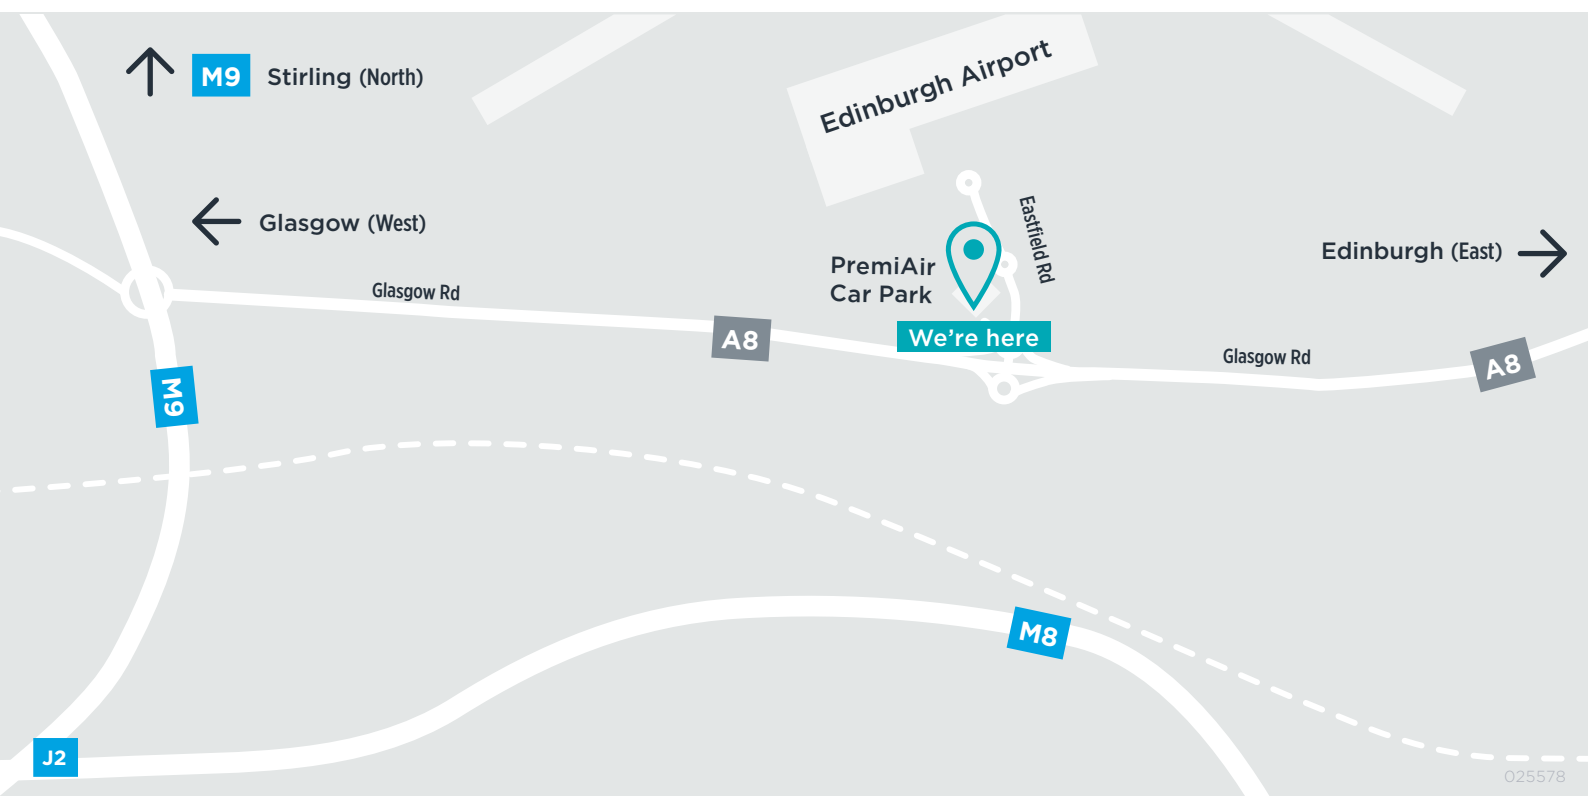 M9 Stirling (North)
Edinburgh Airport
Glasgow (West)
Eastfield Rd
Edinburgh (East)
PremiAir
Car Park
Glasgow Rd
We're here
A8
Glasgow Rd
A8
M9
M8
J2
025578